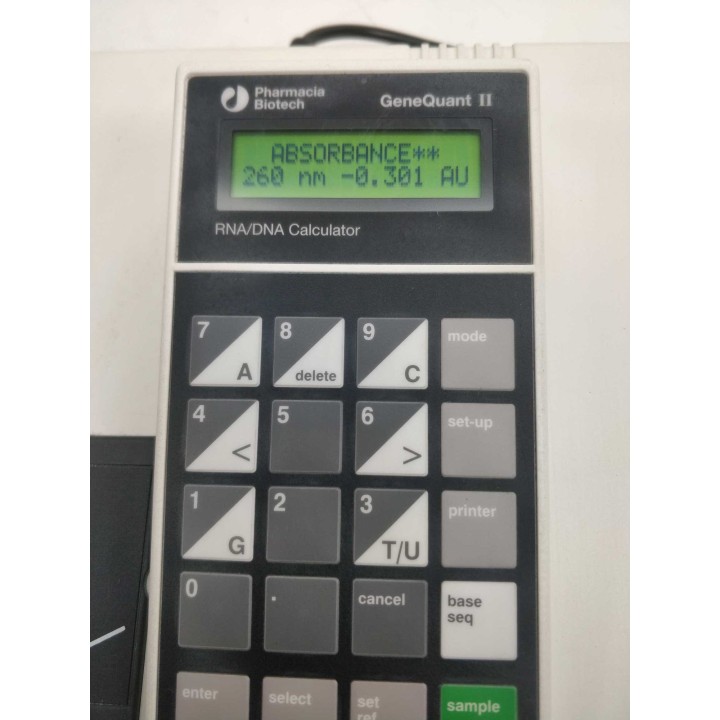 Pharmacia
Biotech
GeneQuant II
ABSORBANCE**
260 nm -0.301 AU
RNA/DNA Calculator
7
A
8
delete
9
C
mode
4
<
5
6
>
set-up
1
G
2
3
T/U
printer
0
.
cancel
base
seq
enter
select
set
ref
sample